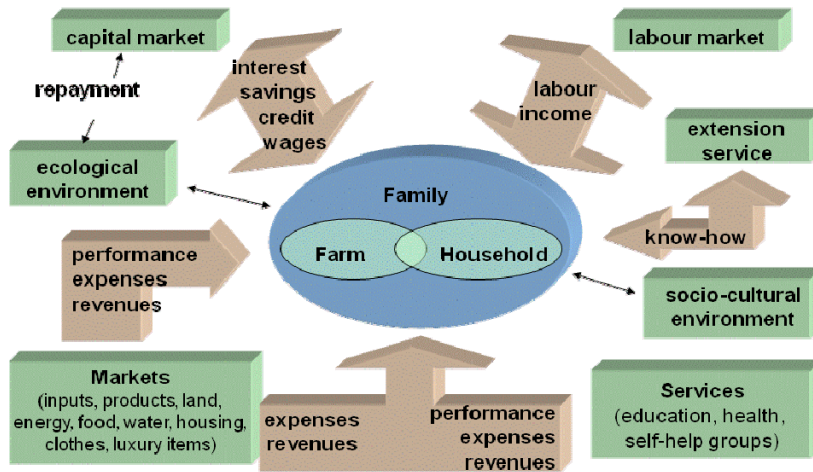 capital market
labour market
repayment
interest
savings
credit
wages
labour
income
extension
service
ecological
environment
Family
Farm
Household
know-how
performance
expenses
revenues
socio-cultural
environment
Markets
(inputs, products, land,
energy, food, water, housing,
clothes, luxury items)
expenses
revenues
performance
expenses
revenues
Services
(education, health,
self-help groups)